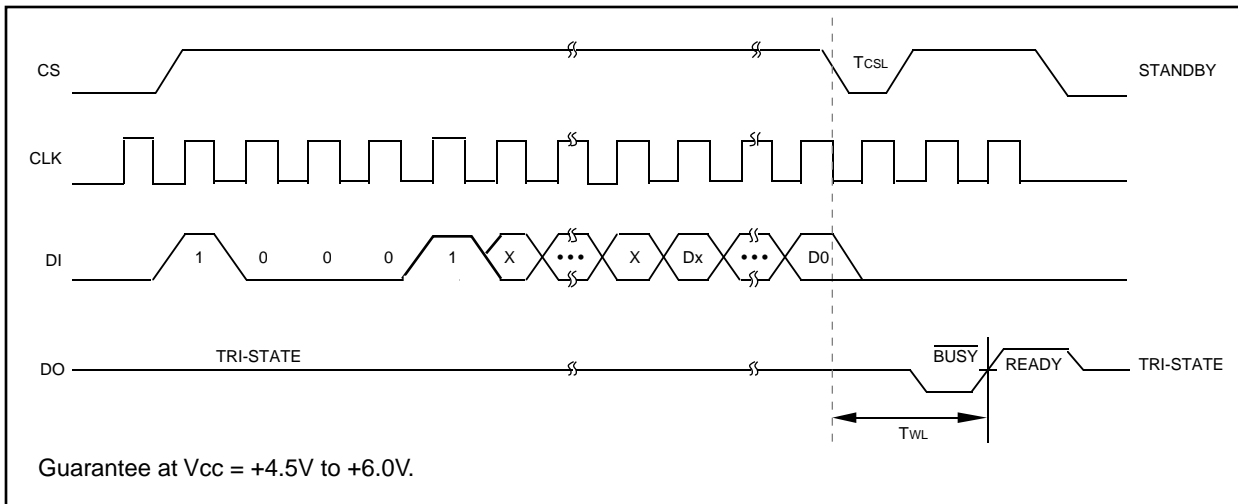 CS
TCSL
STANDBY
CLK
DI
1 0 0 0 1 X ••• X Dx ••• D0
DO
TRI-STATE
BUSY
READY
TRI-STATE
TWL
Guarantee at Vcc = +4.5V to +6.0V.